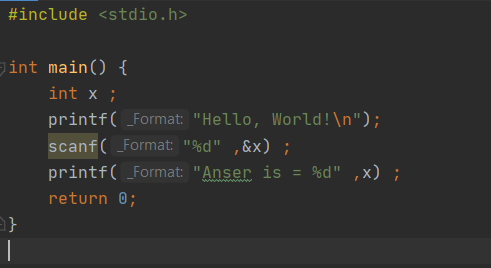 #include <stdio.h>
int main() {
int x ;
printf( _Format: "Hello, World!\n");
scanf( _Format: "%d" ,&x) ;
printf( _Format: "Anser is = %d" ,x) ;
return 0;
}